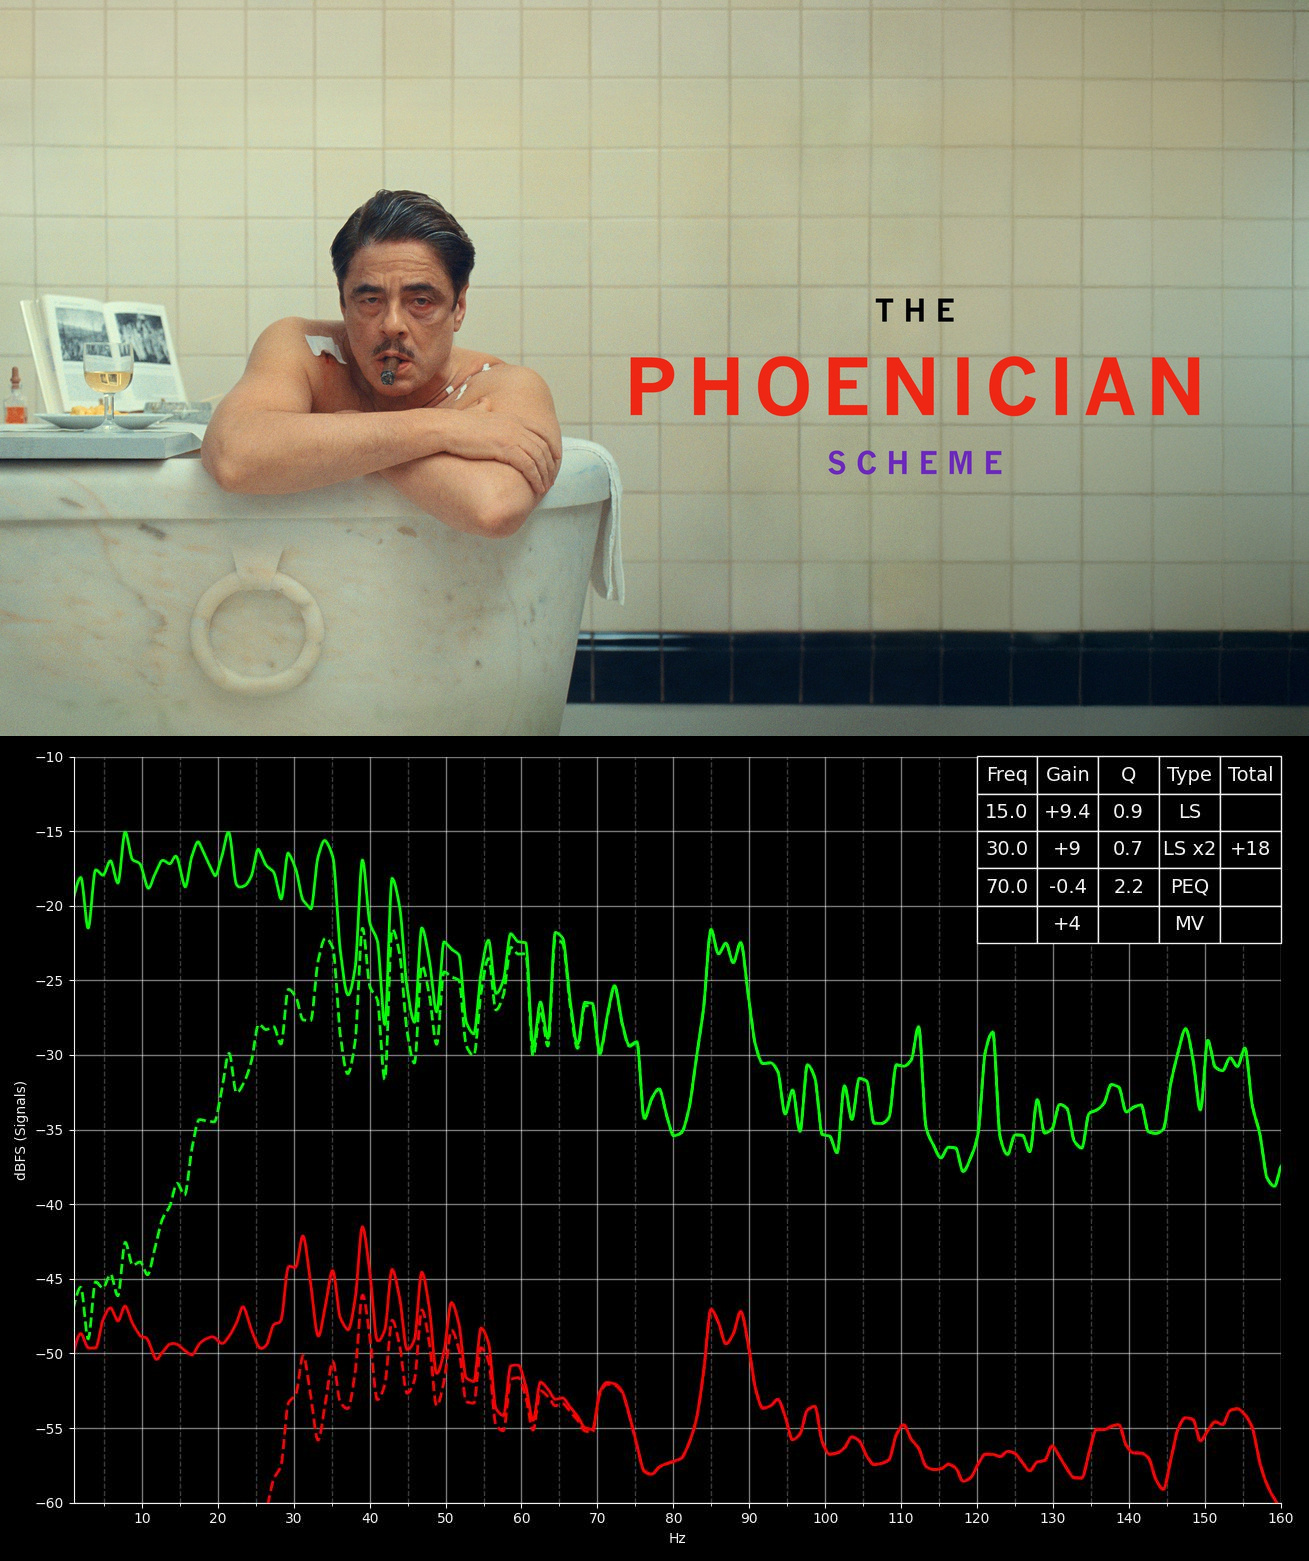 THE
PHOENICIAN
SCHEME
Freq Gain Q Type Total
15.0 +9.4 0.9 LS
30.0 +9 0.7 LS x2 +18
70.0 -0.4 2.2 PEQ
+4 MV
−10
−15
−20
−25
−30
−35
−40
−45
−50
−55
−60
dBFS (Signals)
10 20 30 40 50 60 70 80 90 100 110 120 130 140 150 160
Hz